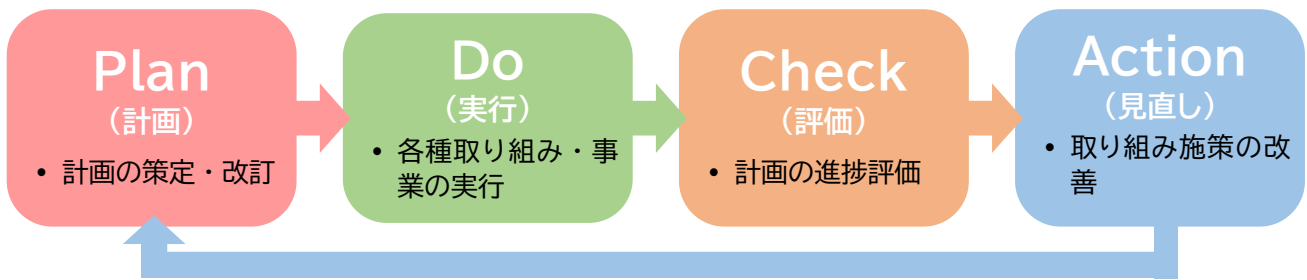 Plan
（計画）
• 計画の策定・改訂
Do
（実行）
• 各種取り組み・事
業の実行
Check
（評価）
• 計画の進捗評価
Action
（見直し）
• 取り組み施策の改
善